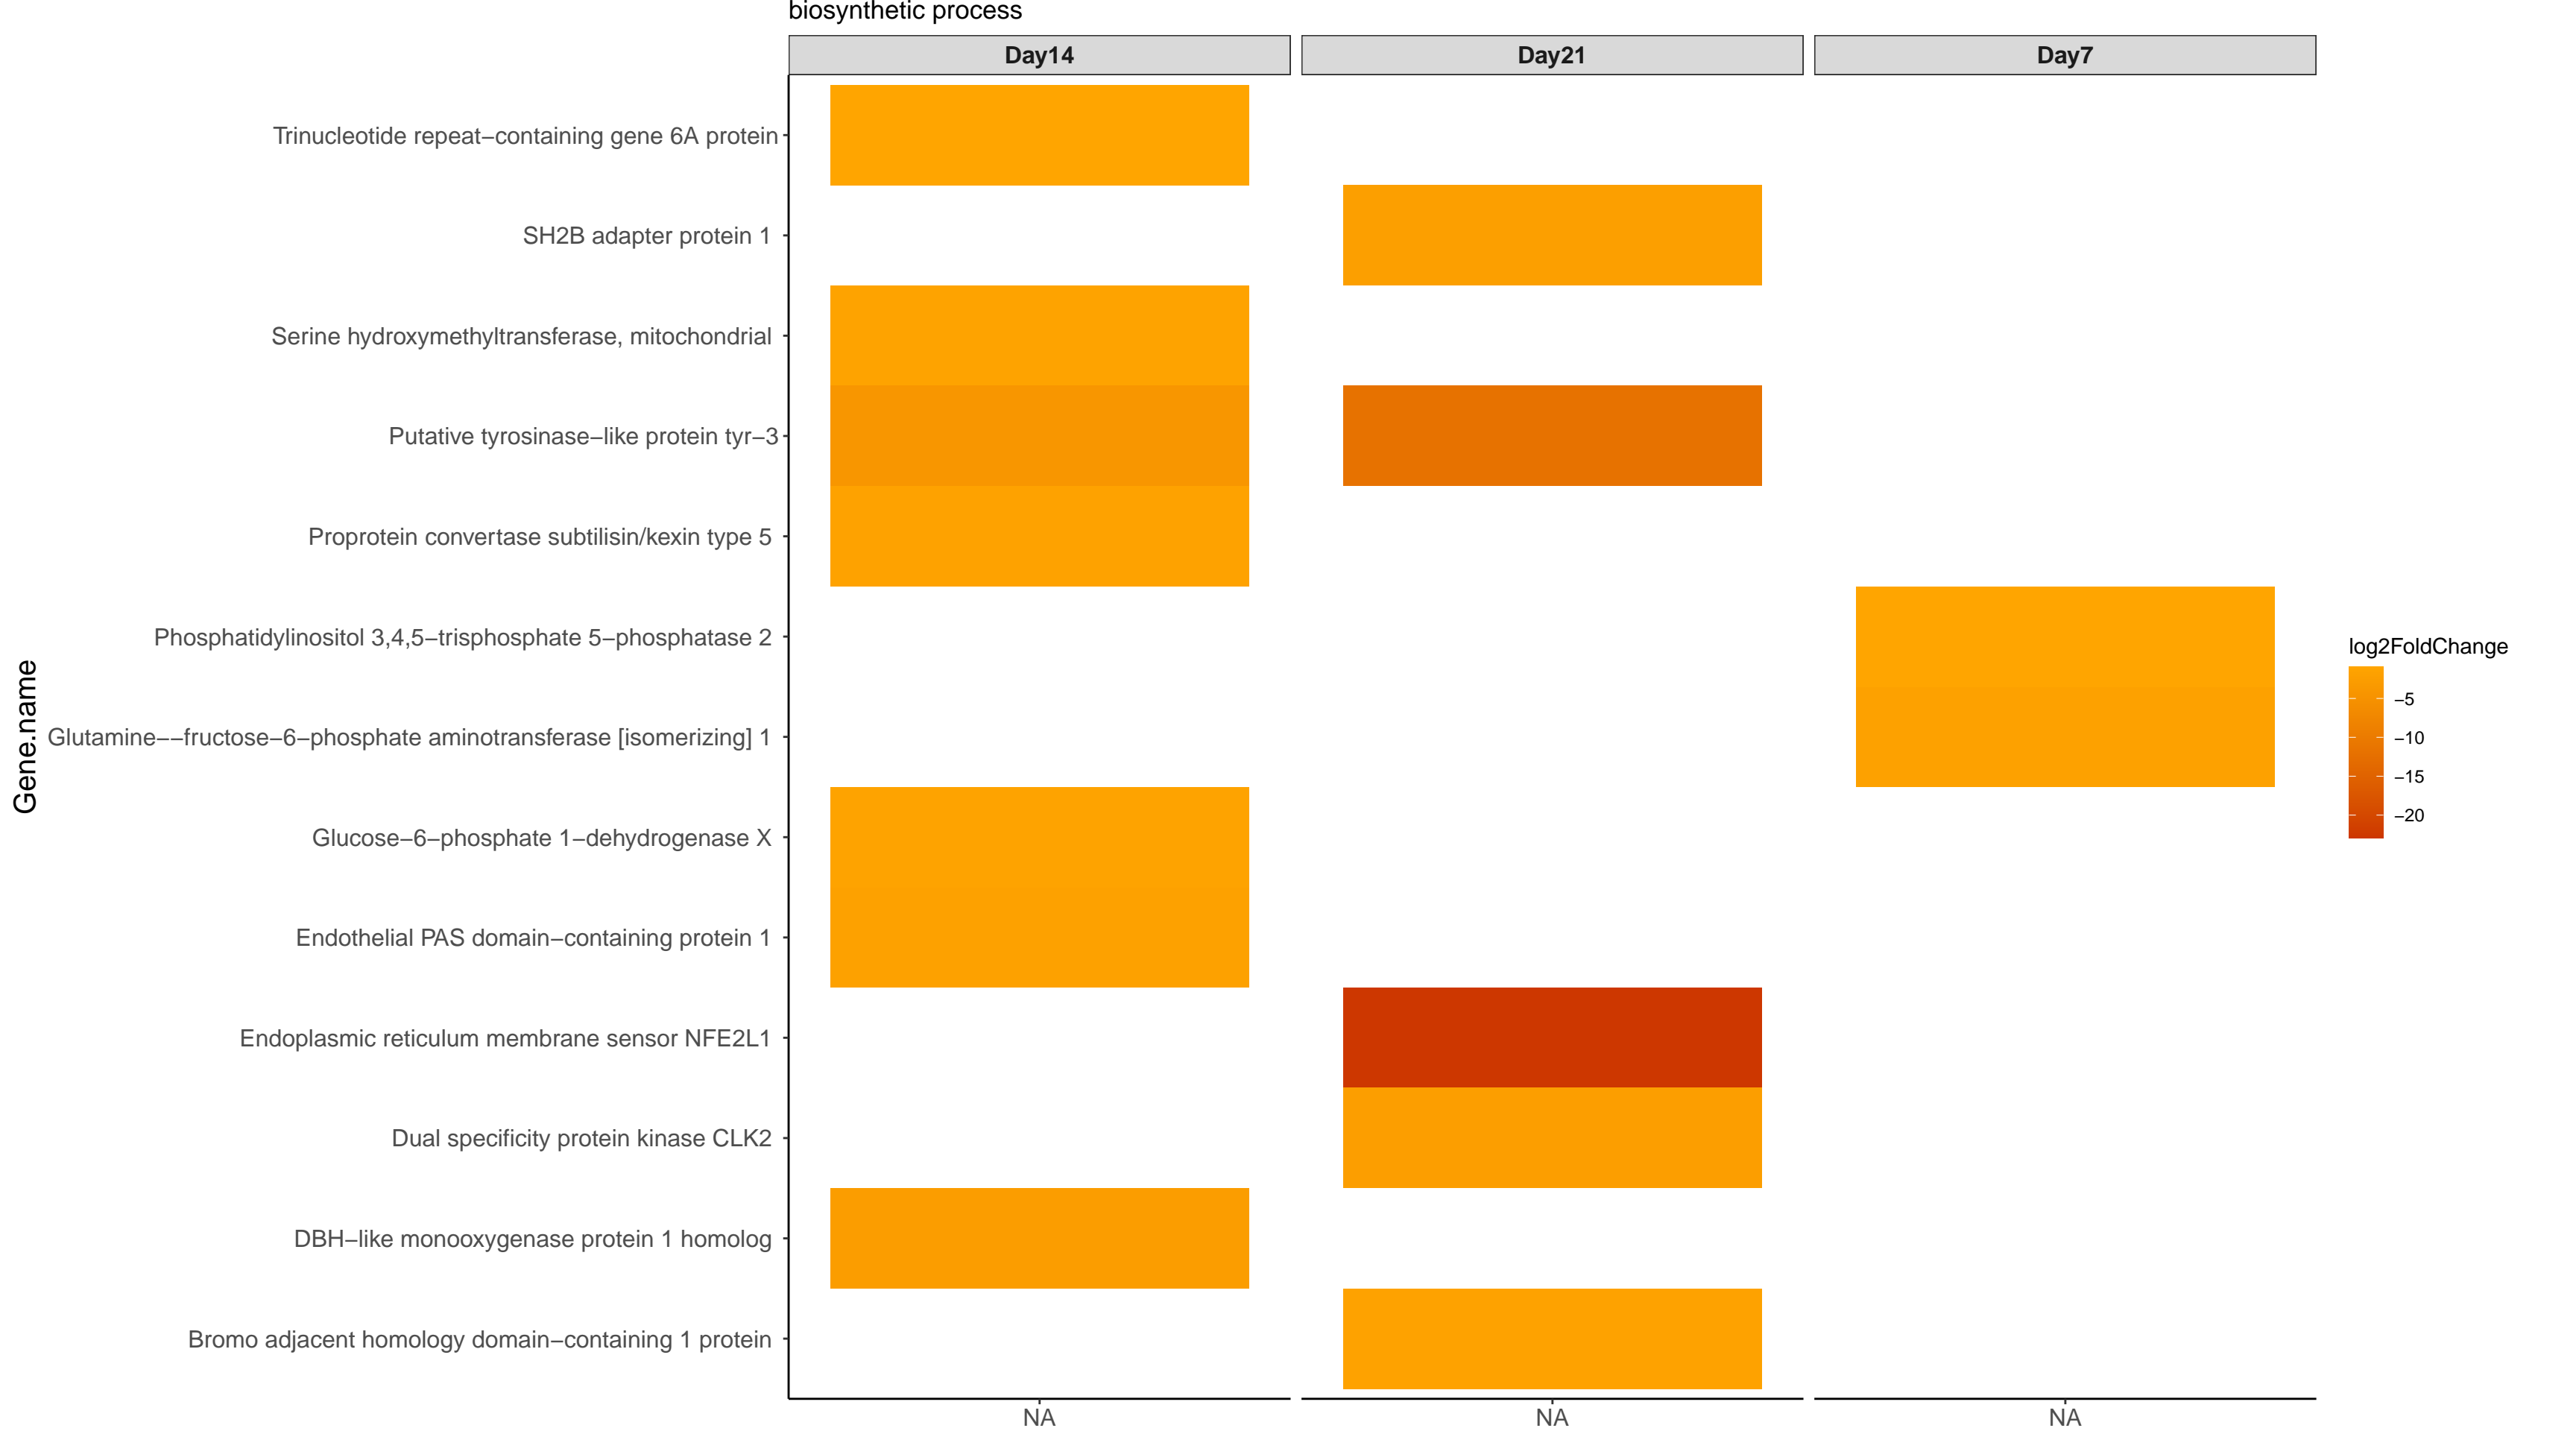 biosynthetic process
Day14
Day21
Day7
Trinucleotide repeat−containing gene 6A protein
SH2B adapter protein 1
Serine hydroxymethyltransferase, mitochondrial
Putative tyrosinase−like protein tyr−3
Proprotein convertase subtilisin/kexin type 5
Phosphatidylinositol 3,4,5−trisphosphate 5−phosphatase 2
Glutamine−−fructose−6−phosphate aminotransferase [isomerizing] 1
Glucose−6−phosphate 1−dehydrogenase X
Endothelial PAS domain−containing protein 1
Endoplasmic reticulum membrane sensor NFE2L1
Dual specificity protein kinase CLK2
DBH−like monooxygenase protein 1 homolog
Bromo adjacent homology domain−containing 1 protein
Gene.name
NA
NA
NA
log2FoldChange
−5
−10
−15
−20